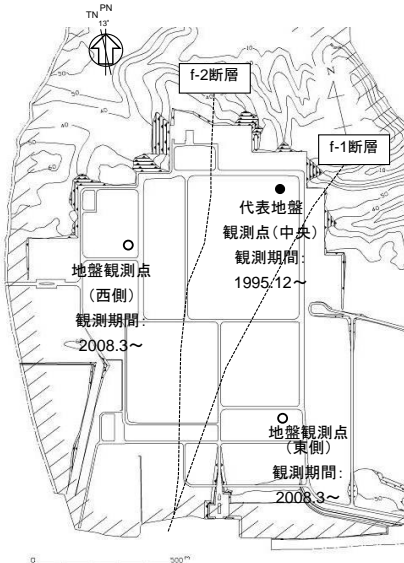 PN
TN
13°
f-2断層
f-1断層
N
代表地盤
観測点(中央)
観測期間:
1995.12~
地盤観測点
(西側)
観測期間:
2008.3~
地盤観測点
(東側)
観測期間:
2008.3~
0 500m